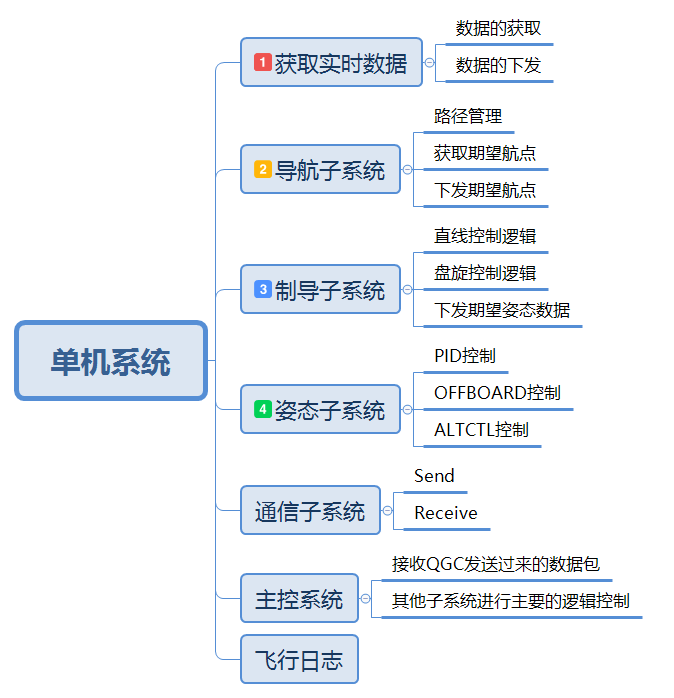 单机系统
1 获取实时数据
数据的获取
数据的下发
2 导航子系统
路径管理
获取期望航点
下发期望航点
3 制导子系统
直线控制逻辑
盘旋控制逻辑
下发期望姿态数据
4 姿态子系统
PID控制
OFFBOARD控制
ALTCTL控制
通信子系统
Send
Receive
主控系统
接收QGC发送过来的数据包
其他子系统进行主要的逻辑控制
飞行日志